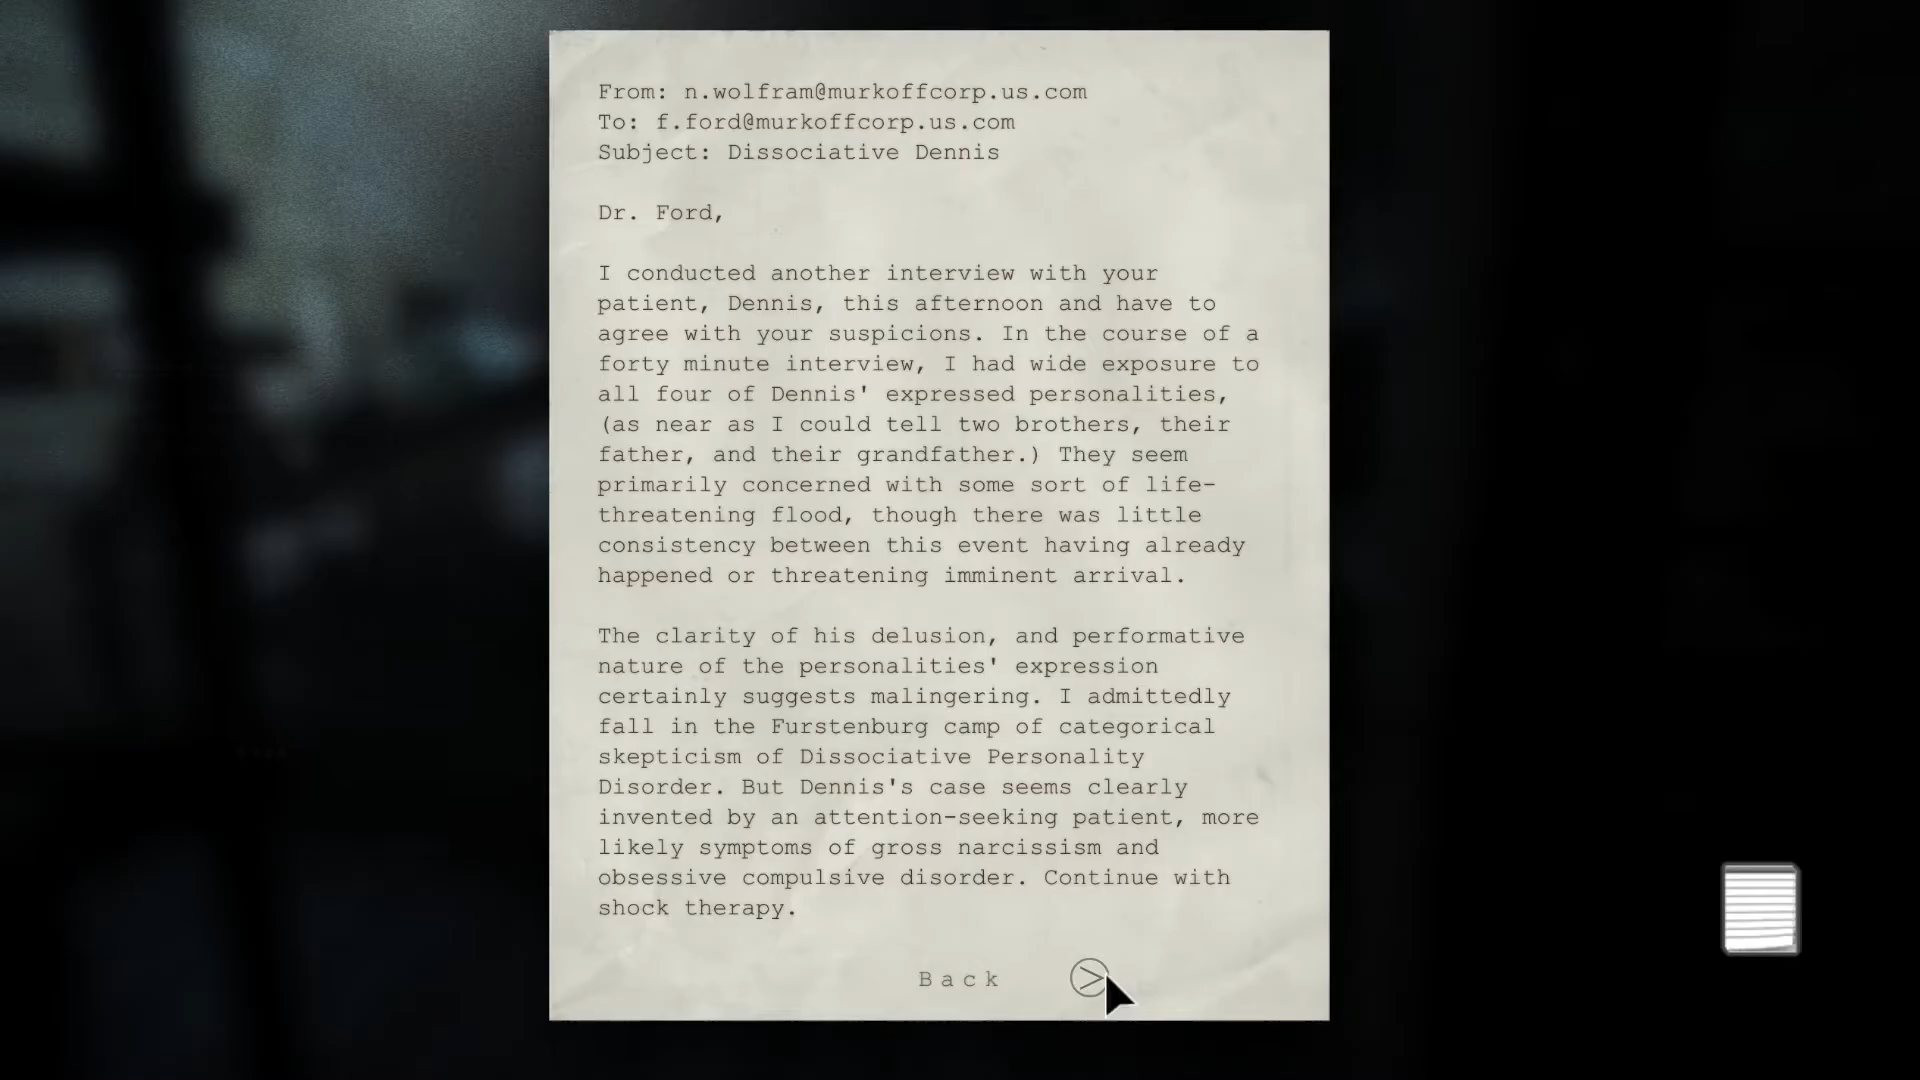 From: n.wolfram@murkoffcorp.us.com
To: f.ford@murkoffcorp.us.com
Subject: Dissociative Dennis
Dr. Ford,
I conducted another interview with your
patient, Dennis, this afternoon and have to
agree with your suspicions. In the course of a
forty minute interview, I had wide exposure to
all four of Dennis' expressed personalities,
(as near as I could tell two brothers, their
father, and their grandfather.) They seem
primarily concerned with some sort of life-
threatening flood, though there was little
consistency between this event having already
happened or threatening imminent arrival.
The clarity of his delusion, and performative
nature of the personalities' expression
certainly suggests malingering. I admittedly
fall in the Furstenburg camp of categorical
skepticism of Dissociative Personality
Disorder. But Dennis's case seems clearly
invented by an attention-seeking patient, more
likely symptoms of gross narcissism and
obsessive compulsive disorder. Continue with
shock therapy.
Back >